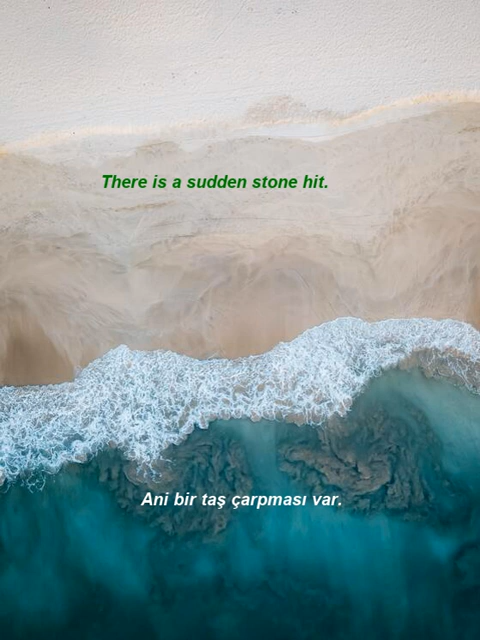 There is a sudden stone hit.
Ani bir taş çarpması var.